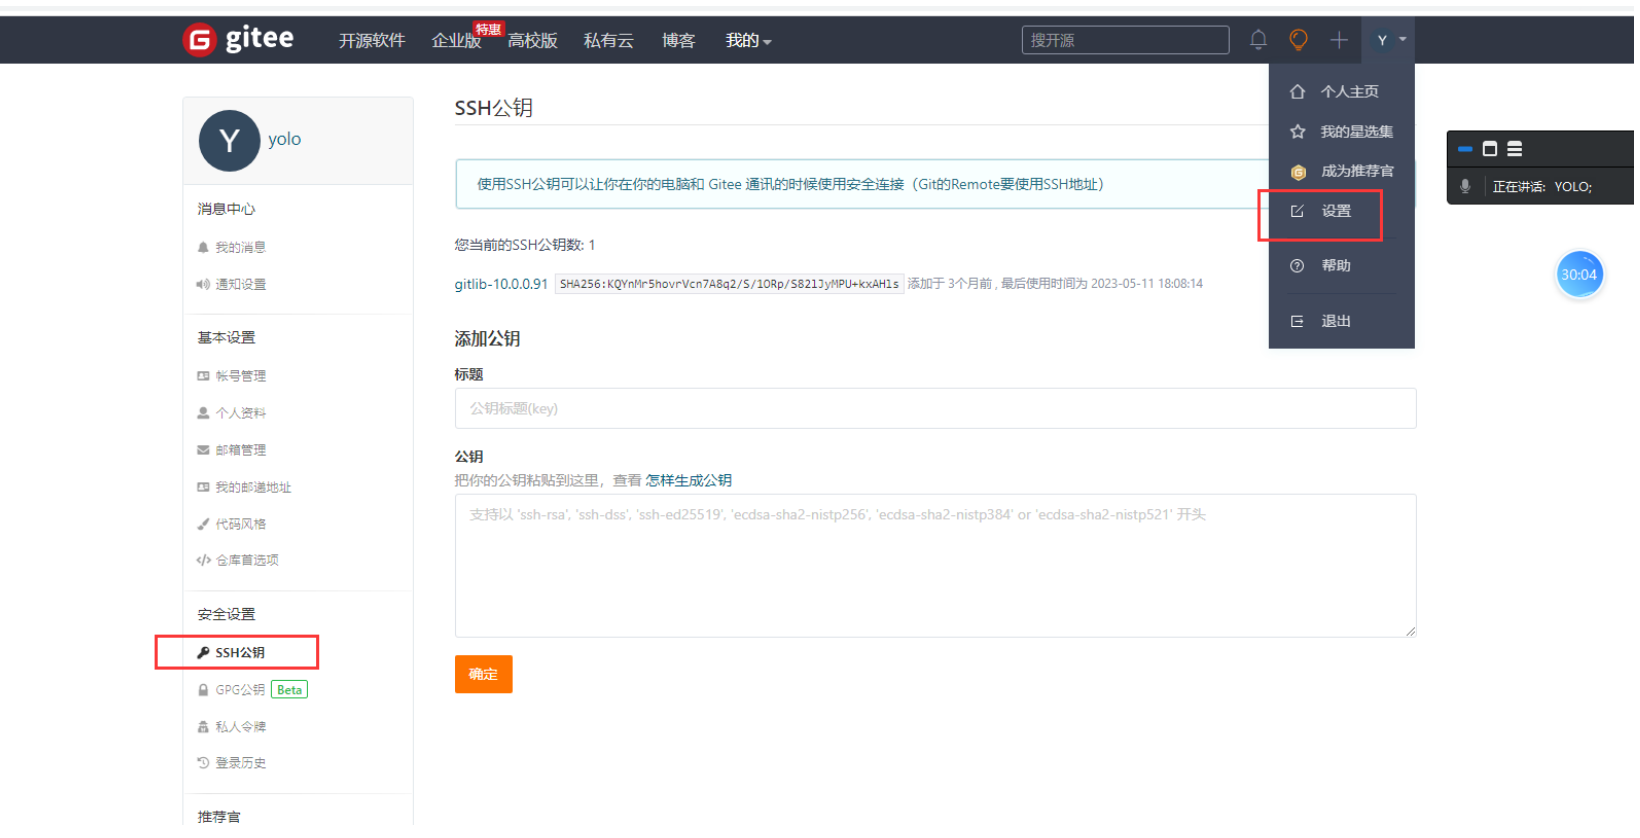 gitee 开源软件 企业版 特惠 高校版 私有云 博客 我的 搜开源 Y
Y yolo
消息中心
我的消息
通知设置
基本设置
帐号管理
个人资料
邮箱管理
我的邮递地址
代码风格
仓库首选项
安全设置
SSH公钥
GPG公钥 Beta
私人令牌
登录历史
推荐官
SSH公钥
使用SSH公钥可以让你在你的电脑和 Gitee 通讯的时候使用安全连接（Git的Remote要使用SSH地址）
您当前的SSH公钥数: 1
gitlib-10.0.0.91 SHA256:KQYnMr5hovrVcn7A8q2/S/1ORp/S821JyMPU+kxAH1s 添加于 3个月前 , 最后使用时间为 2023-05-11 18:08:14
添加公钥
标题
公钥标题(key)
公钥
把你的公钥粘贴到这里，查看 怎样生成公钥
支持以 'ssh-rsa', 'ssh-dss', 'ssh-ed25519', 'ecdsa-sha2-nistp256', 'ecdsa-sha2-nistp384' or 'ecdsa-sha2-nistp521' 开头
确定
个人主页
我的星选集
成为推荐官
设置
帮助
退出
正在讲话: YOLO;
30:04